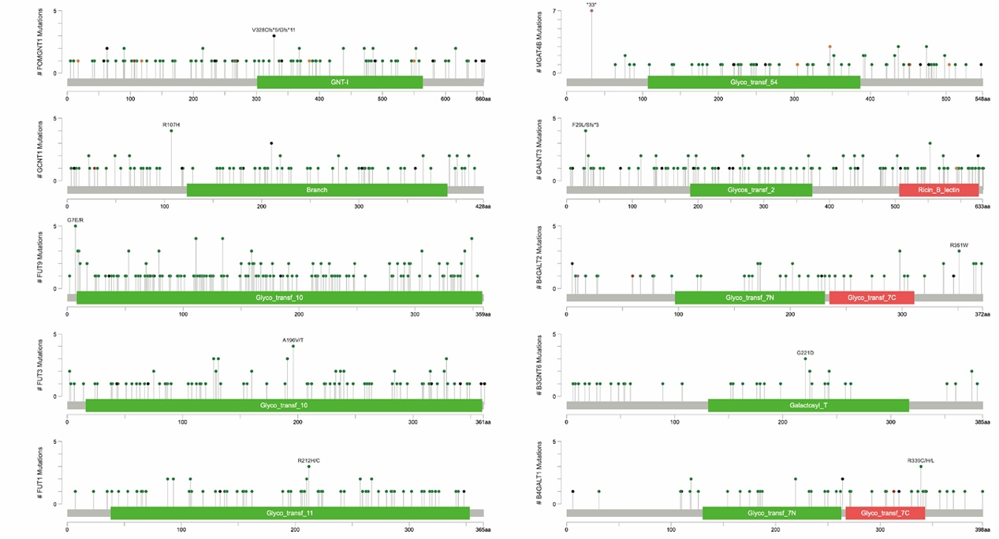 # POMGNT1 Mutations
5
0
V328Cfs*5/Gfs*11
GNT-I
0 100 200 300 400 500 600 660aa
# MGAT4B Mutations
7
0
*33*
Glyco_transf_54
0 100 200 300 400 500 548aa
# GCNT1 Mutations
5
0
R107H
Branch
0 100 200 300 428aa
# GALNT3 Mutations
5
0
F29L/Sfs*3
Glycos_transf_2
Ricin_B_lectin
0 100 200 300 400 500 633aa
# FUT9 Mutations
5
0
G7E/R
Glyco_transf_10
0 100 200 359aa
# B4GALT2 Mutations
5
0
R351W
Glyco_transf_7N
Glyco_transf_7C
0 100 200 300 372aa
# FUT3 Mutations
5
0
A196V/T
Glyco_transf_10
0 100 200 300 361aa
# B3GNT6 Mutations
5
0
G221D
Galactosyl_T
0 100 200 300 385aa
# FUT1 Mutations
5
0
R212H/C
Glyco_transf_11
0 100 200 300 365aa
# B4GALT1 Mutations
5
0
R339C/H/L
Glyco_transf_7N
Glyco_transf_7C
0 100 200 398aa